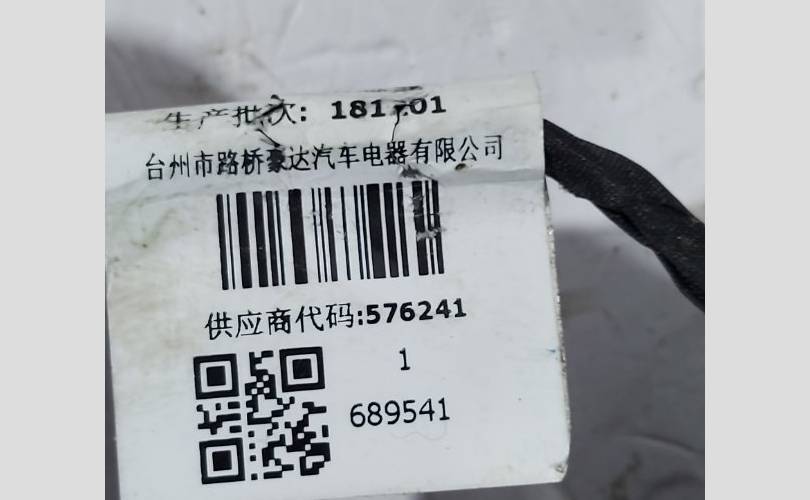 生产批次: 181 01
台州市路桥豪达汽车电器有限公司
供应商代码:576241
1
689541